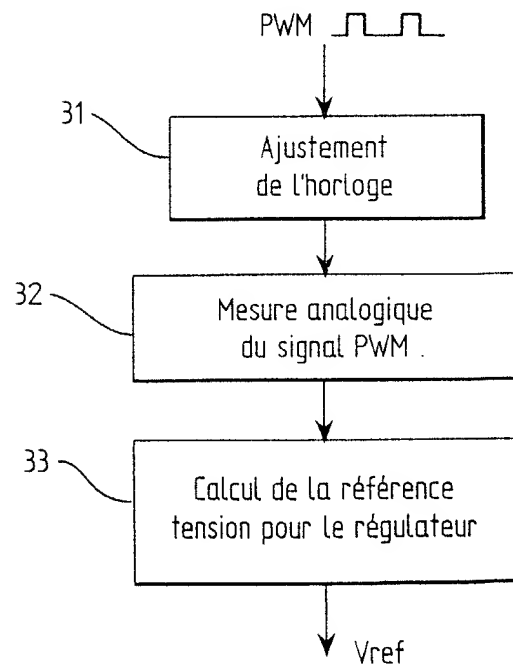 PWM
31
Ajustement
de l'horloge
32
Mesure analogique
du signal PWM .
33
Calcul de la référence
tension pour le régulateur
Vref